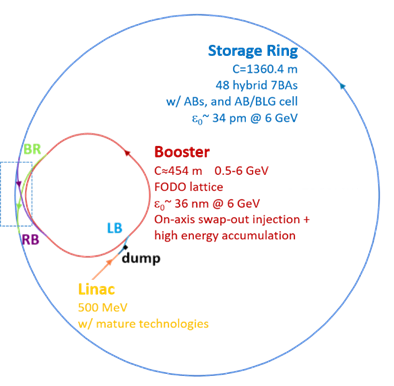 Storage Ring
C=1360.4 m
48 hybrid 7BAs
w/ ABs, and AB/BLG cell
ε₀~ 34 pm @ 6 GeV
BR
Booster
C≈454 m 0.5-6 GeV
FODO lattice
ε₀~ 36 nm @ 6 GeV
On-axis swap-out injection +
high energy accumulation
RB
LB
dump
Linac
500 MeV
w/ mature technologies